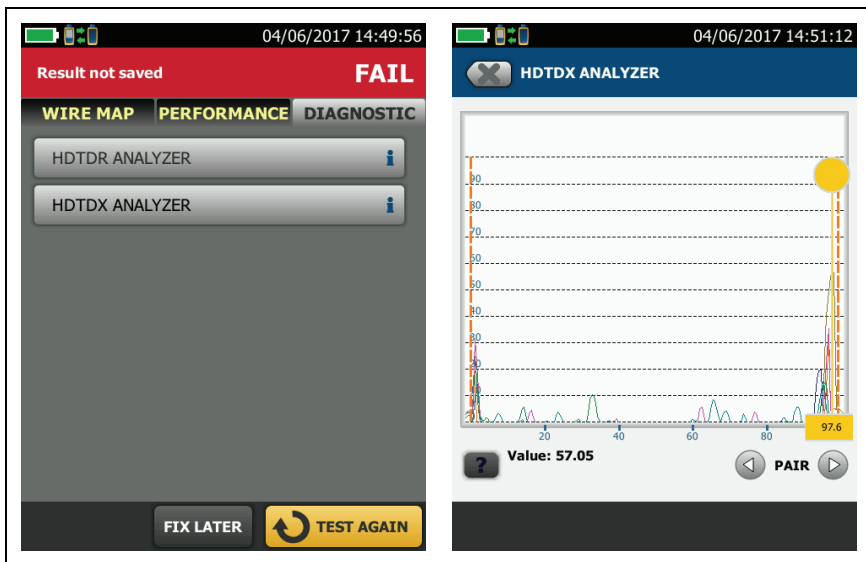 04/06/2017 14:49:56
Result not saved FAIL
WIRE MAP PERFORMANCE DIAGNOSTIC
HDTDR ANALYZER i
HDTDX ANALYZER i
FIX LATER TEST AGAIN
04/06/2017 14:51:12
HDTDX ANALYZER
90
80
70
60
50
40
30
20
10
20 40 60 80 97.6
? Value: 57.05 PAIR